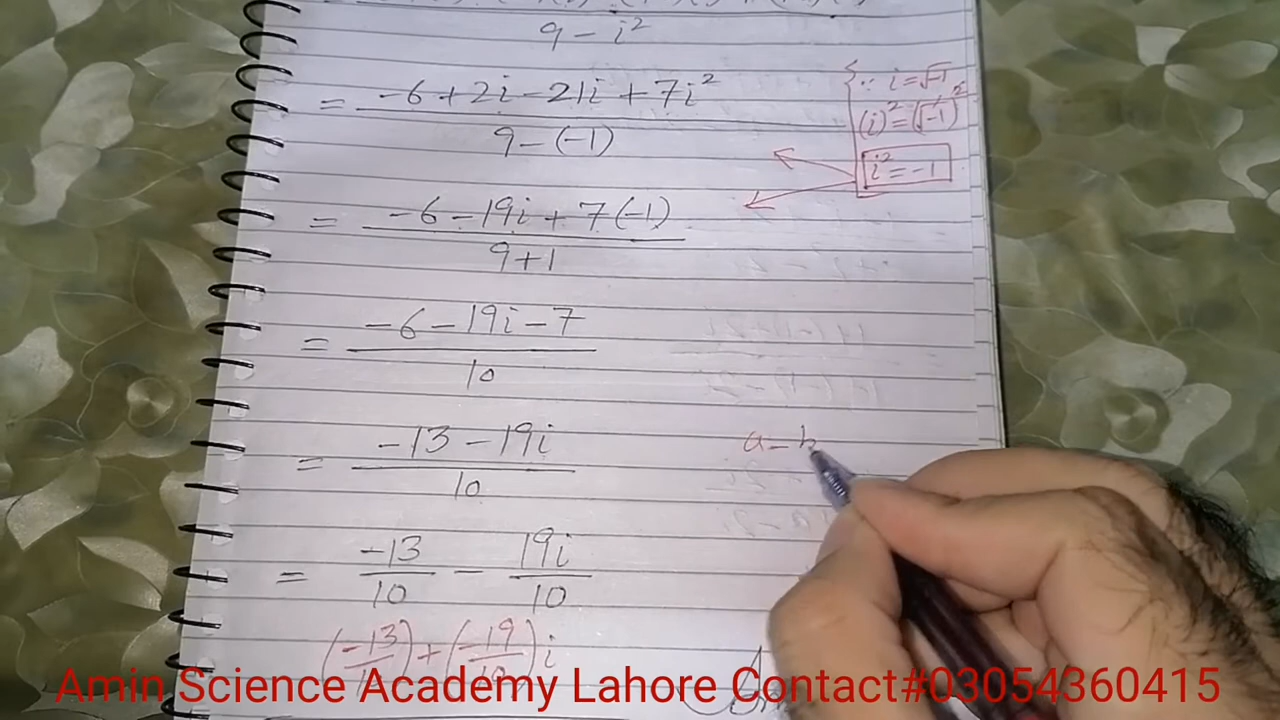 9 - i²
= -6 + 2i - 21i + 7i² / 9 - (-1)
∵ i = √-1
(i)² = (√-1)²
i² = -1
= -6 - 19i + 7(-1) / 9 + 1
= -6 - 19i - 7 / 10
= -13 - 19i / 10
a - b
= -13/10 - 19i/10
(-13/10) + (-19/10)i
Amin Science Academy Lahore Contact#03054360415